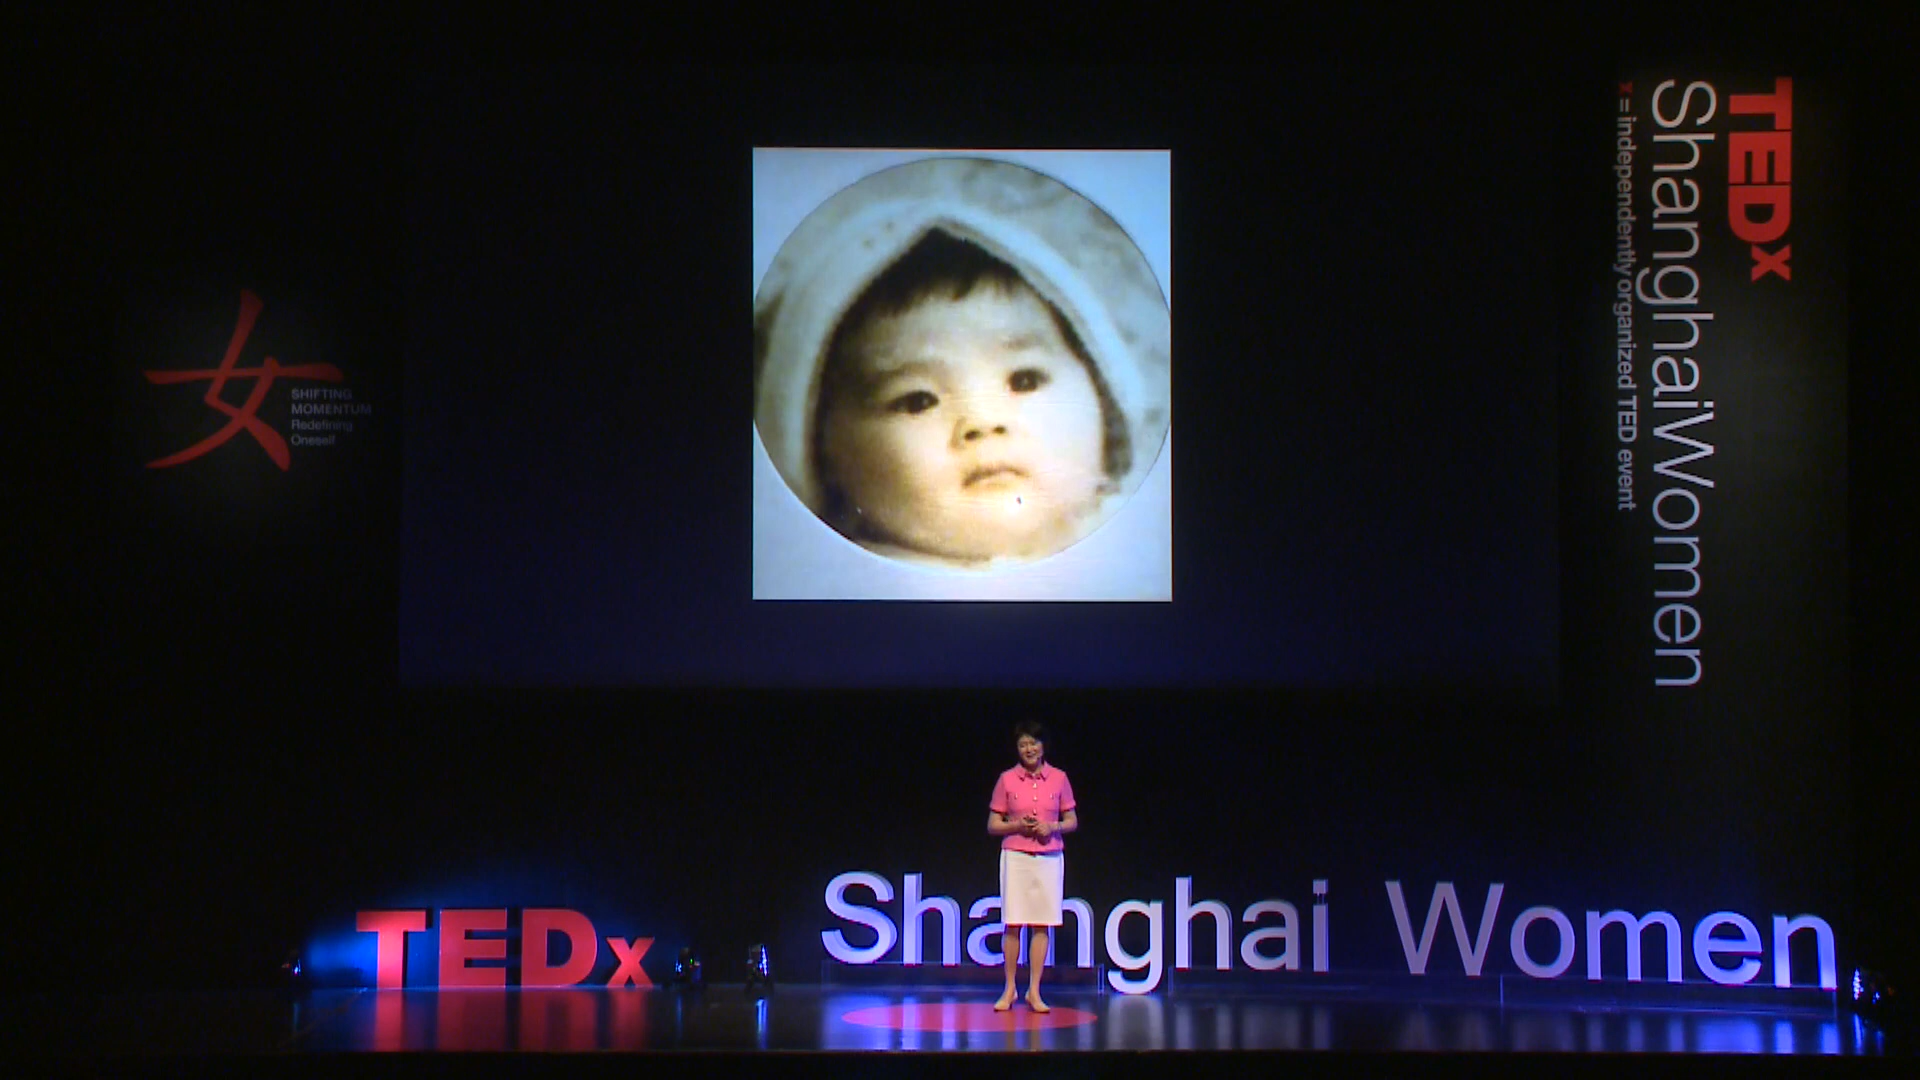 女
SHIFTING
MOMENTUM
Redefining
Oneself
TEDx
ShanghaiWomen
x = independently organized TED event
TEDx
Shanghai Women